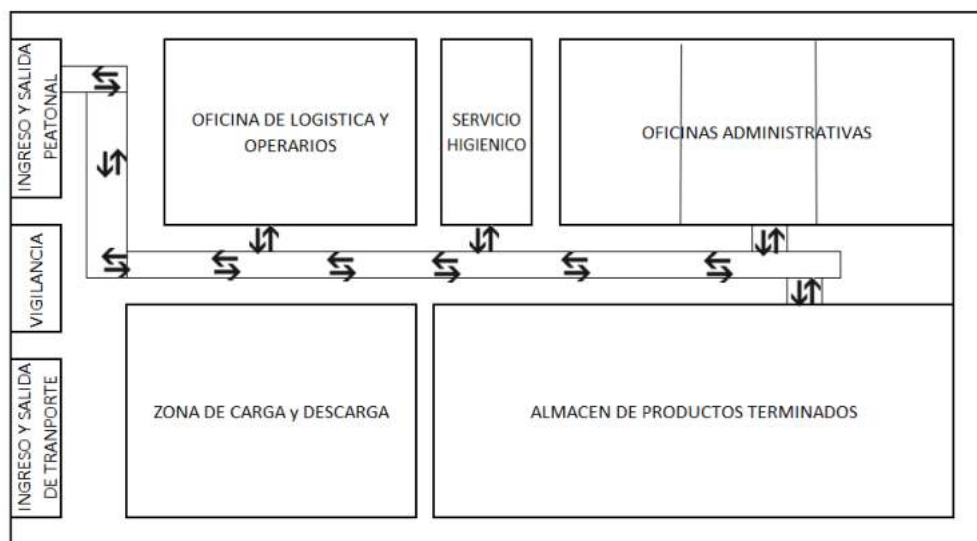 INGRESO Y SALIDA
PEATONAL
OFICINA DE LOGISTICA Y
OPERARIOS
SERVICIO
HIGIENICO
OFICINAS ADMINISTRATIVAS
VIGILANCIA
INGRESO Y SALIDA
DE TRANPORTE
ZONA DE CARGA y DESCARGA
ALMACEN DE PRODUCTOS TERMINADOS